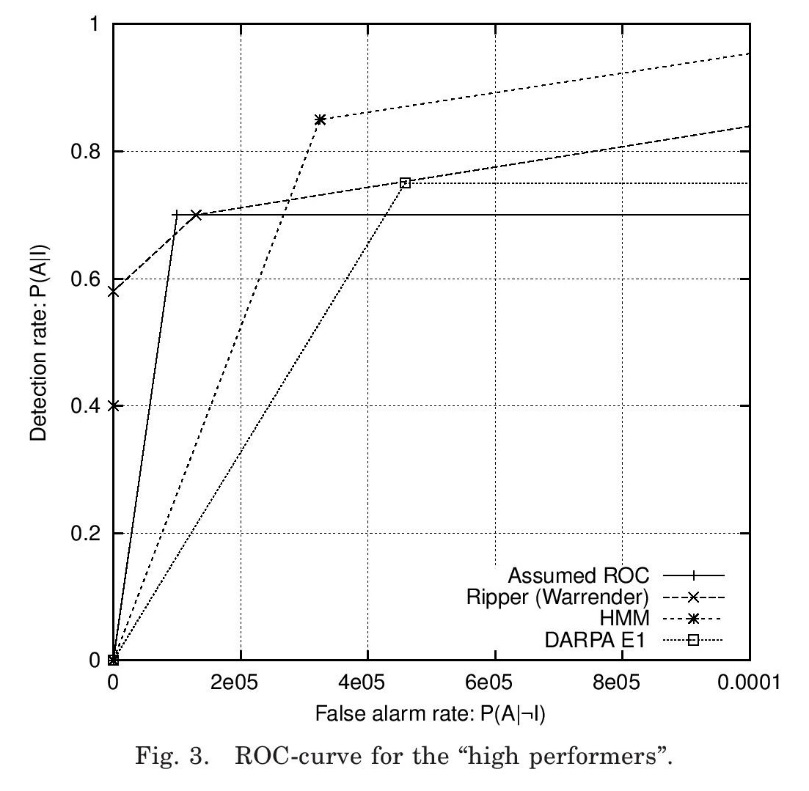 1
0.8
0.6
0.4
0.2
0
Detection rate: P(A|I)
0 2e05 4e05 6e05 8e05 0.0001
False alarm rate: P(A|¬I)
Assumed ROC
Ripper (Warrender)
HMM
DARPA E1
Fig. 3. ROC-curve for the “high performers”.